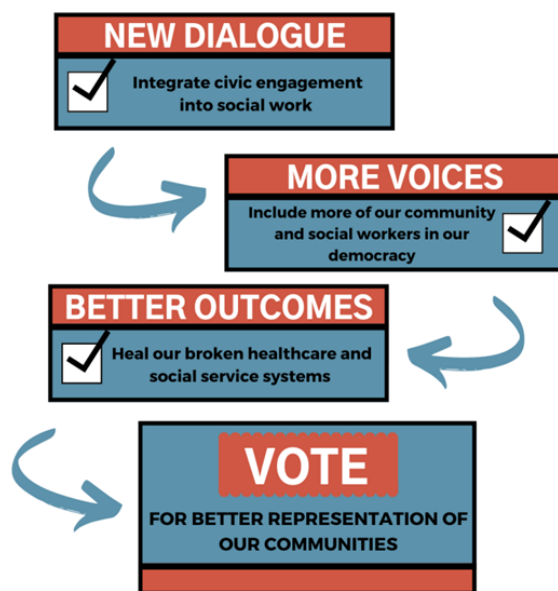 NEW DIALOGUE
Integrate civic engagement
into social work
MORE VOICES
Include more of our community
and social workers in our
democracy
BETTER OUTCOMES
Heal our broken healthcare and
social service systems
VOTE
FOR BETTER REPRESENTATION OF
OUR COMMUNITIES